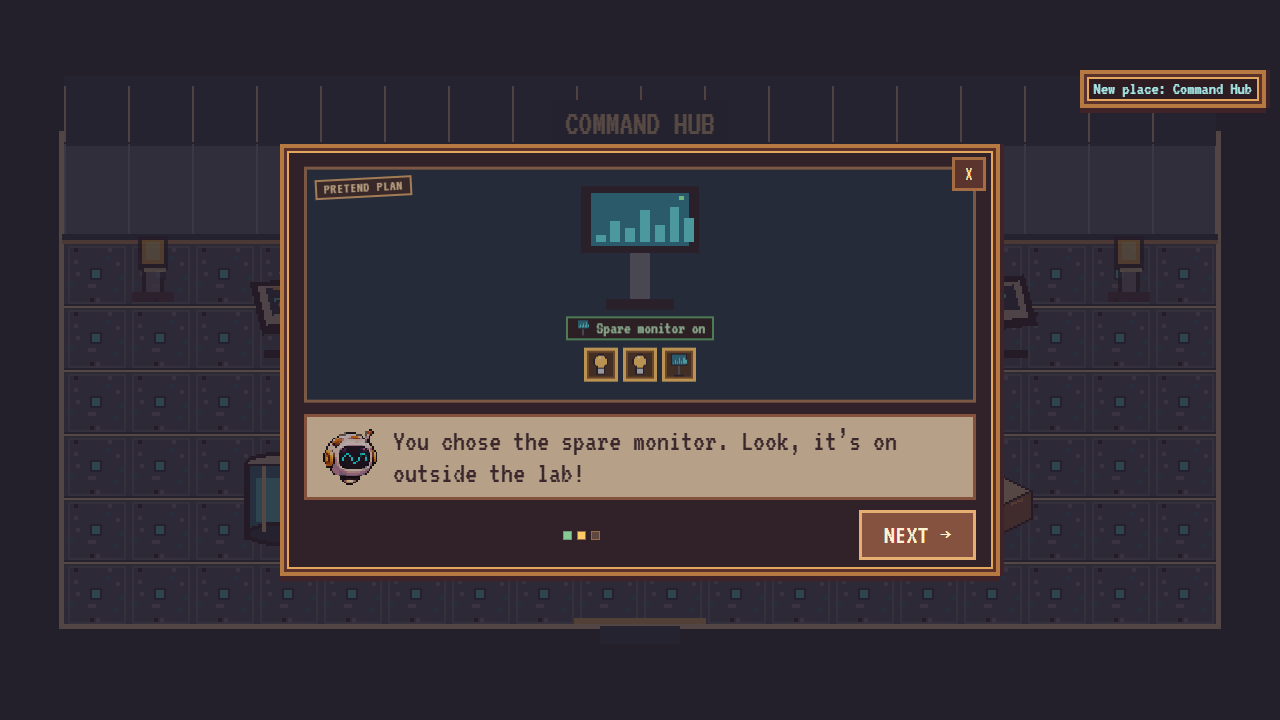 New place: Command Hub
COMMAND HUB
PRETEND PLAN
X
Spare monitor on
You chose the spare monitor. Look, it's on
outside the lab!
NEXT →